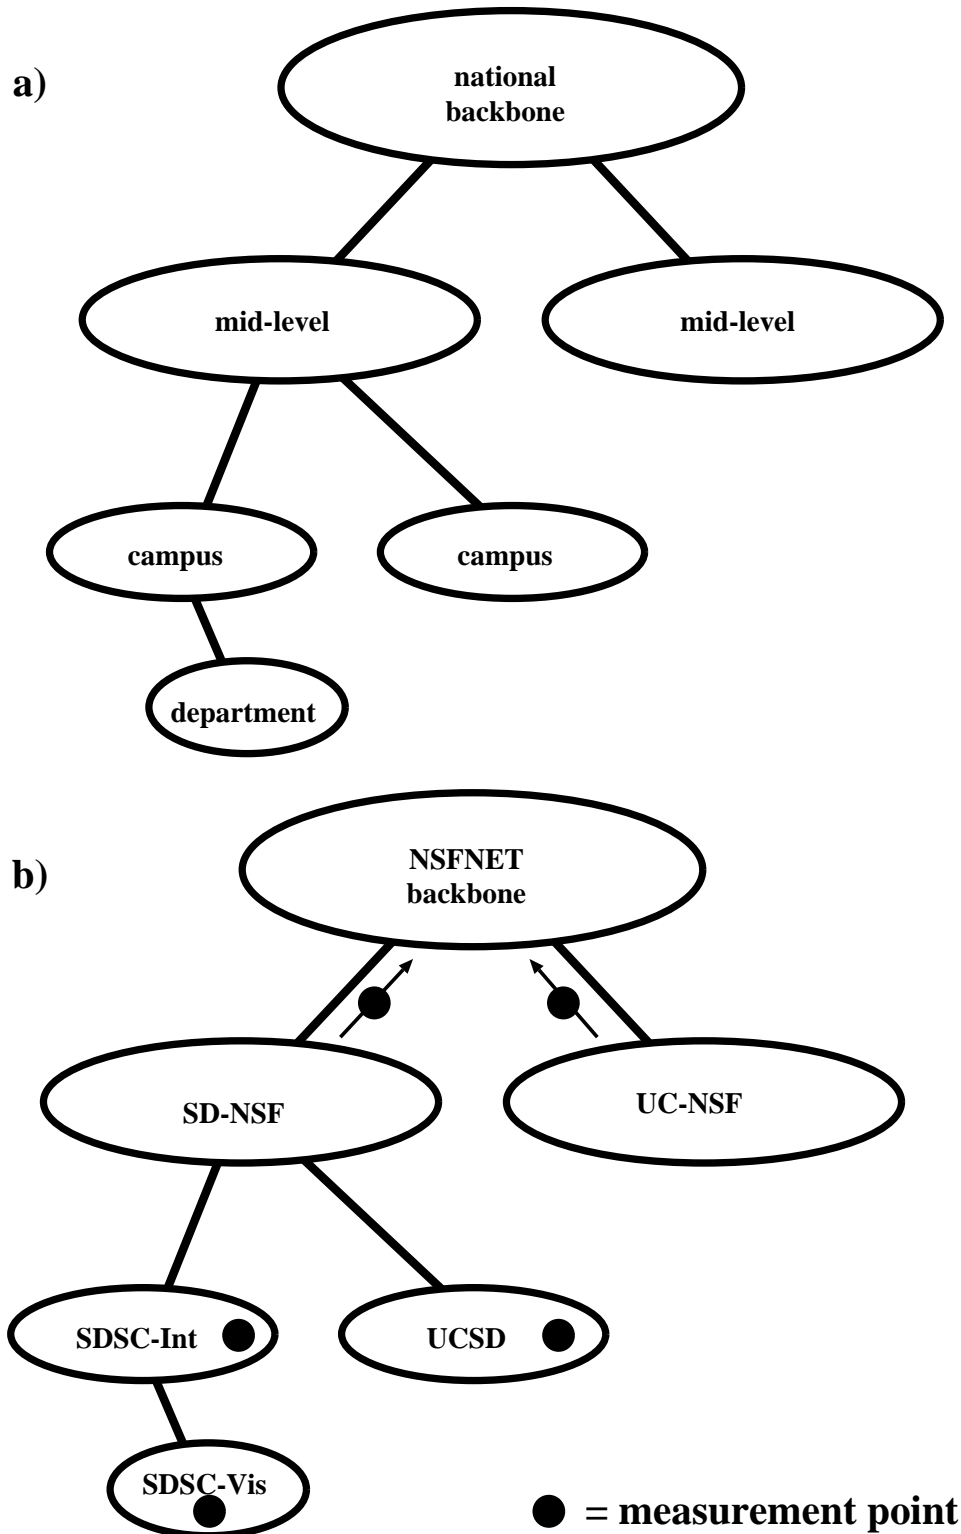 a)
national
backbone
mid-level
mid-level
campus
campus
department
b)
NSFNET
backbone
SD-NSF
UC-NSF
SDSC-Int
UCSD
SDSC-Vis
= measurement point